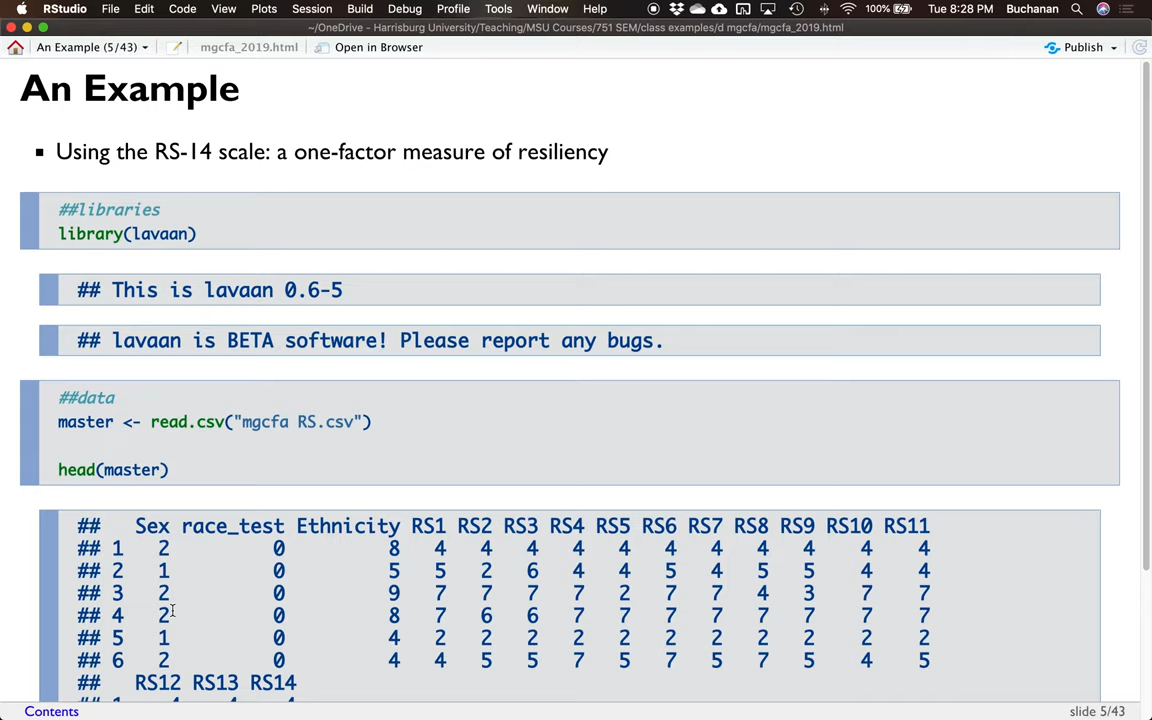 RStudio File Edit Code View Plots Session Build Debug Profile Tools Window Help 100% Tue 8:28 PM Buchanan
~/OneDrive - Harrisburg University/Teaching/MSU Courses/751 SEM/class examples/d mgcfa/mgcfa_2019.html
An Example (5/43) mgcfa_2019.html Open in Browser Publish
An Example
Using the RS-14 scale: a one-factor measure of resiliency
##libraries
library(lavaan)
## This is lavaan 0.6-5
## lavaan is BETA software! Please report any bugs.
##data
master <- read.csv("mgcfa RS.csv")
head(master)
## Sex race_test Ethnicity RS1 RS2 RS3 RS4 RS5 RS6 RS7 RS8 RS9 RS10 RS11
## 1 2 0 8 4 4 4 4 4 4 4 4 4 4 4
## 2 1 0 5 5 2 6 4 4 5 4 5 5 4 4
## 3 2 0 9 7 7 7 7 2 7 7 4 3 7 7
## 4 2 0 8 7 6 6 7 7 7 7 7 7 7 7
## 5 1 0 4 2 2 2 2 2 2 2 2 2 2 2
## 6 2 0 4 4 5 5 7 5 7 5 7 5 4 5
## RS12 RS13 RS14
Contents slide 5/43